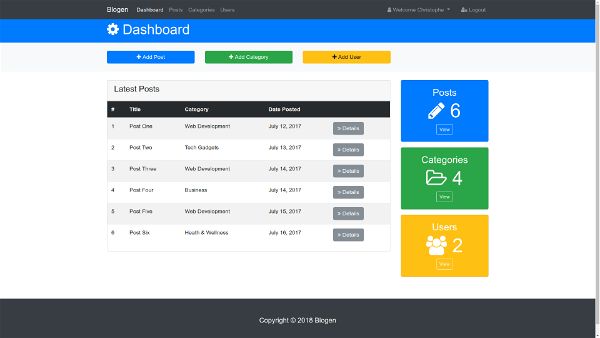 Blogen Dashboard Posts Categories Users Welcome Christophe Logout
Dashboard
+ Add Post + Add Category + Add User
Latest Posts
# Title Category Date Posted
1 Post One Web Development July 12, 2017 » Details
2 Post Two Tech Gadgets July 13, 2017 » Details
3 Post Three Web Development July 14, 2017 » Details
4 Post Four Business July 14, 2017 » Details
5 Post Five Web Development July 15, 2017 » Details
6 Post Six Health & Wellness July 16, 2017 » Details
Posts
6
View
Categories
4
View
Users
2
View
Copyright © 2018 Blogen